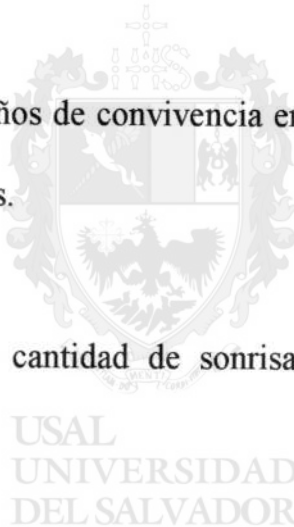 ños de convivencia en
s.
cantidad de sonrisa
USAL
UNIVERSIDAD
DEL SALVADOR